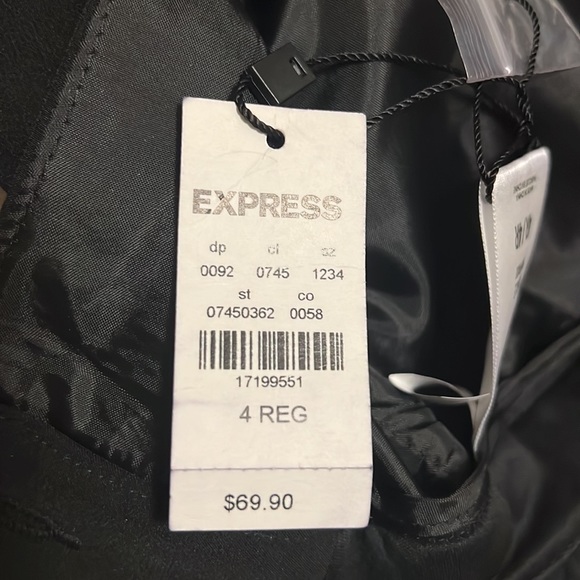 EXPRESS
dp cl sz
0092 0745 1234
st co
07450362 0058
17199551
4 REG
$69.90